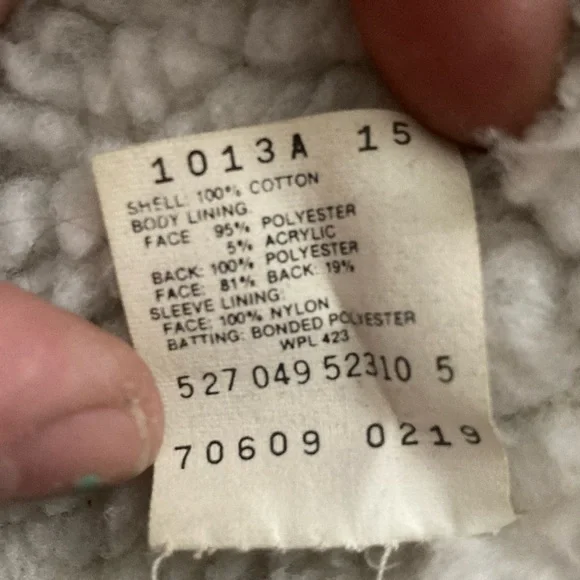 1013A 15
SHELL: 100% COTTON
BODY LINING
FACE 95% POLYESTER
5% ACRYLIC
BACK: 100% POLYESTER
FACE: 81% BACK: 19%
SLEEVE LINING:
FACE: 100% NYLON
BATTING: BONDED POLYESTER
WPL 423
527 049 52310 5
70609 0219